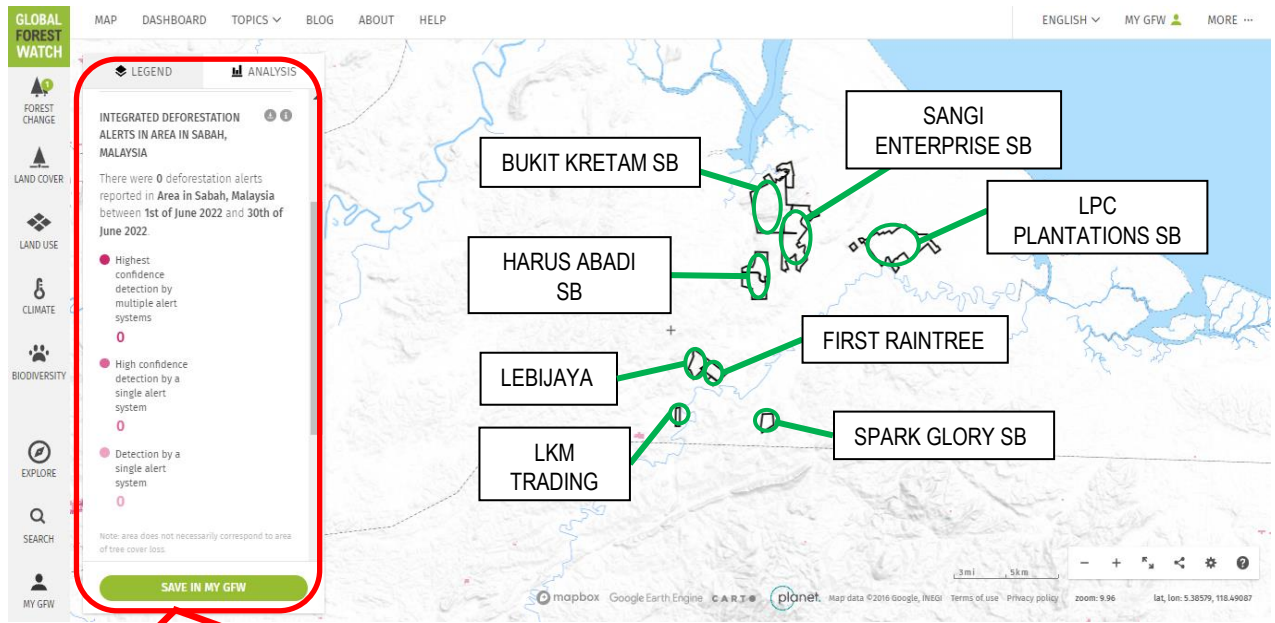 GLOBAL
FOREST
WATCH
MAP DASHBOARD TOPICS BLOG ABOUT HELP
ENGLISH MY GFW MORE ···
FOREST
CHANGE
1
LAND COVER
LAND USE
CLIMATE
BIODIVERSITY
EXPLORE
SEARCH
MY GFW
LEGEND ANALYSIS
INTEGRATED DEFORESTATION
ALERTS IN AREA IN SABAH,
MALAYSIA
There were 0 deforestation alerts
reported in Area in Sabah, Malaysia
between 1st of June 2022 and 30th of
June 2022.
Highest
confidence
detection by
multiple alert
systems
0
High confidence
detection by a
single alert
system
0
Detection by a
single alert
system
0
Note: area does not necessarily correspond to area
of tree cover loss.
SAVE IN MY GFW
BUKIT KRETAM SB
SANGI
ENTERPRISE SB
LPC
PLANTATIONS SB
HARUS ABADI
SB
FIRST RAINTREE
LEBIJAYA
SPARK GLORY SB
LKM
TRADING
3mi 5km
mapbox Google Earth Engine CARTO planet. Map data ©2016 Google, INEGI Terms of use Privacy policy zoom: 9.96 lat, lon: 5.38579, 118.49087